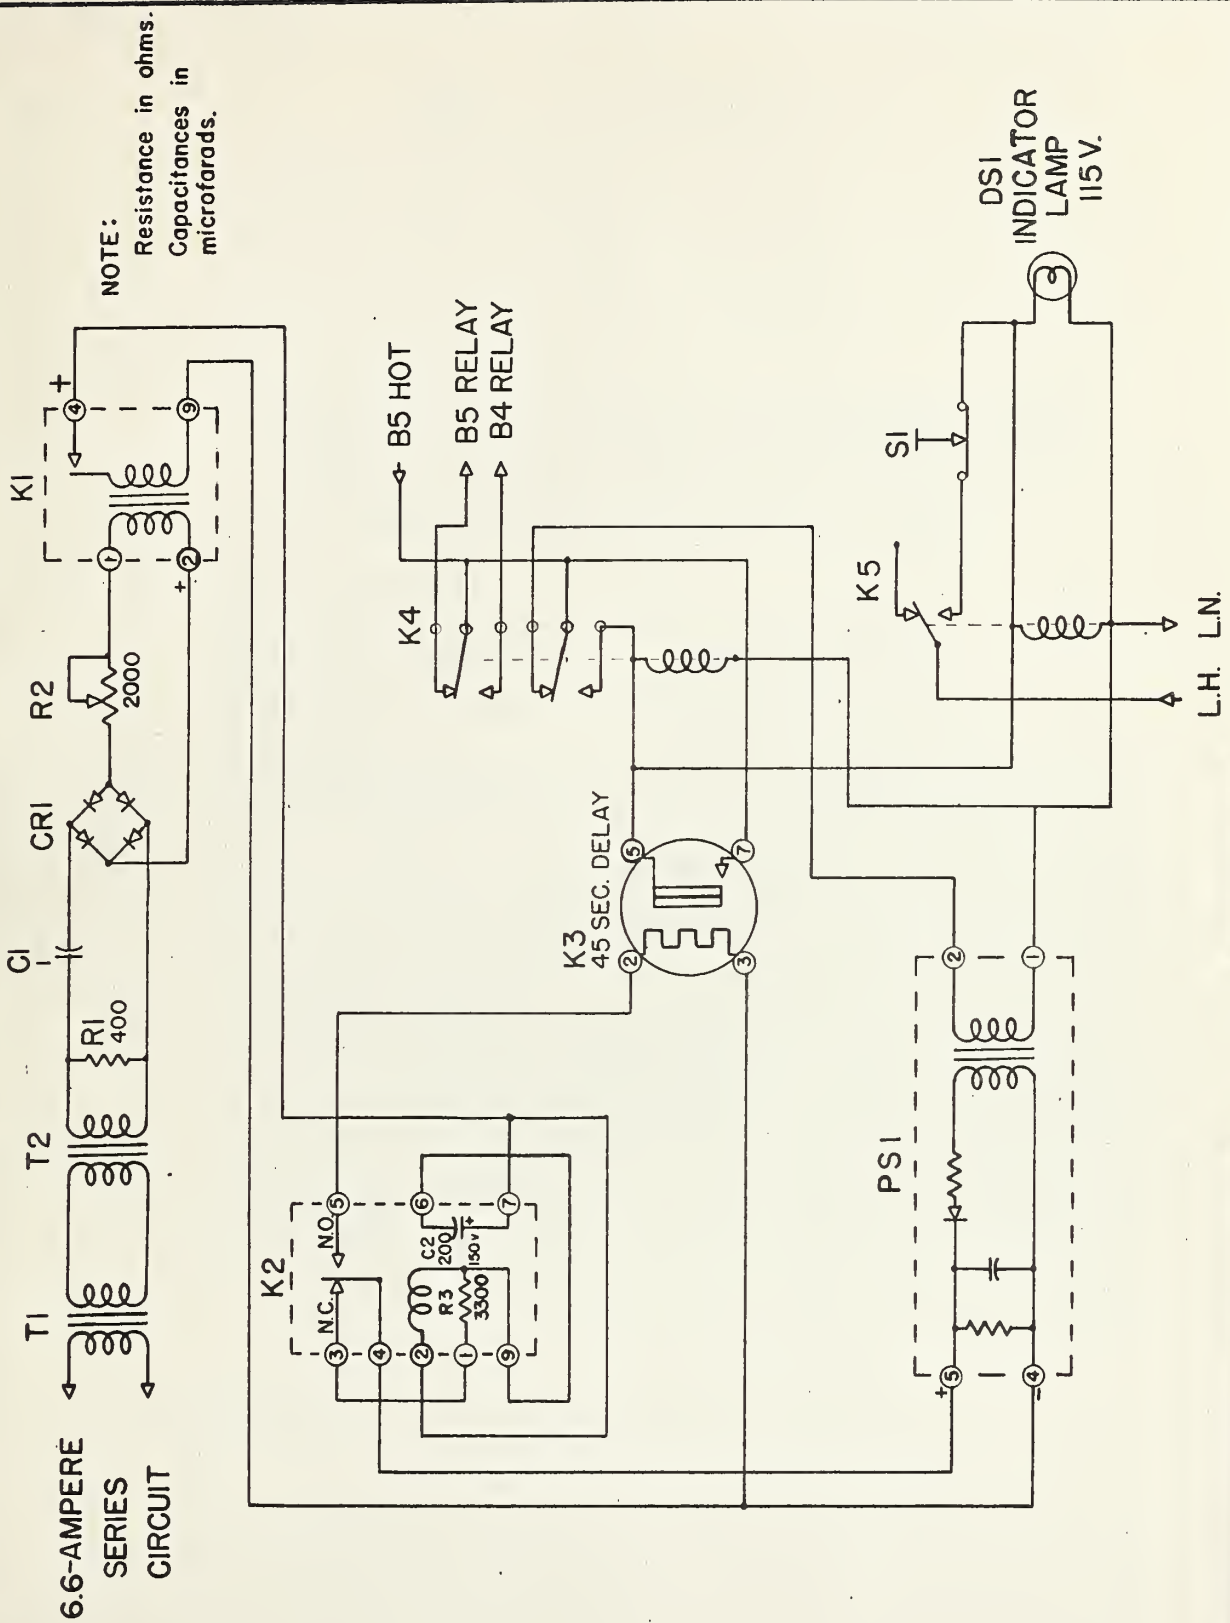 6.6-AMPERE
SERIES
CIRCUIT
T1
T2
R1
400
C1
1
CR1
R2
2000
K1
1
2
+
4
+
9
NOTE:
Resistance in ohms.
Capacitances in
microfarads.
K2
N.C.
N.O.
3
4
2
1
9
5
6
7
R3
3300
C2
200
150V
+
K3
45 SEC. DELAY
2
3
5
7
K4
B5 HOT
B5 RELAY
B4 RELAY
PS1
+
5
4
-
2
1
K5
S1
L.H.
L.N.
DS1
INDICATOR
LAMP
115V.